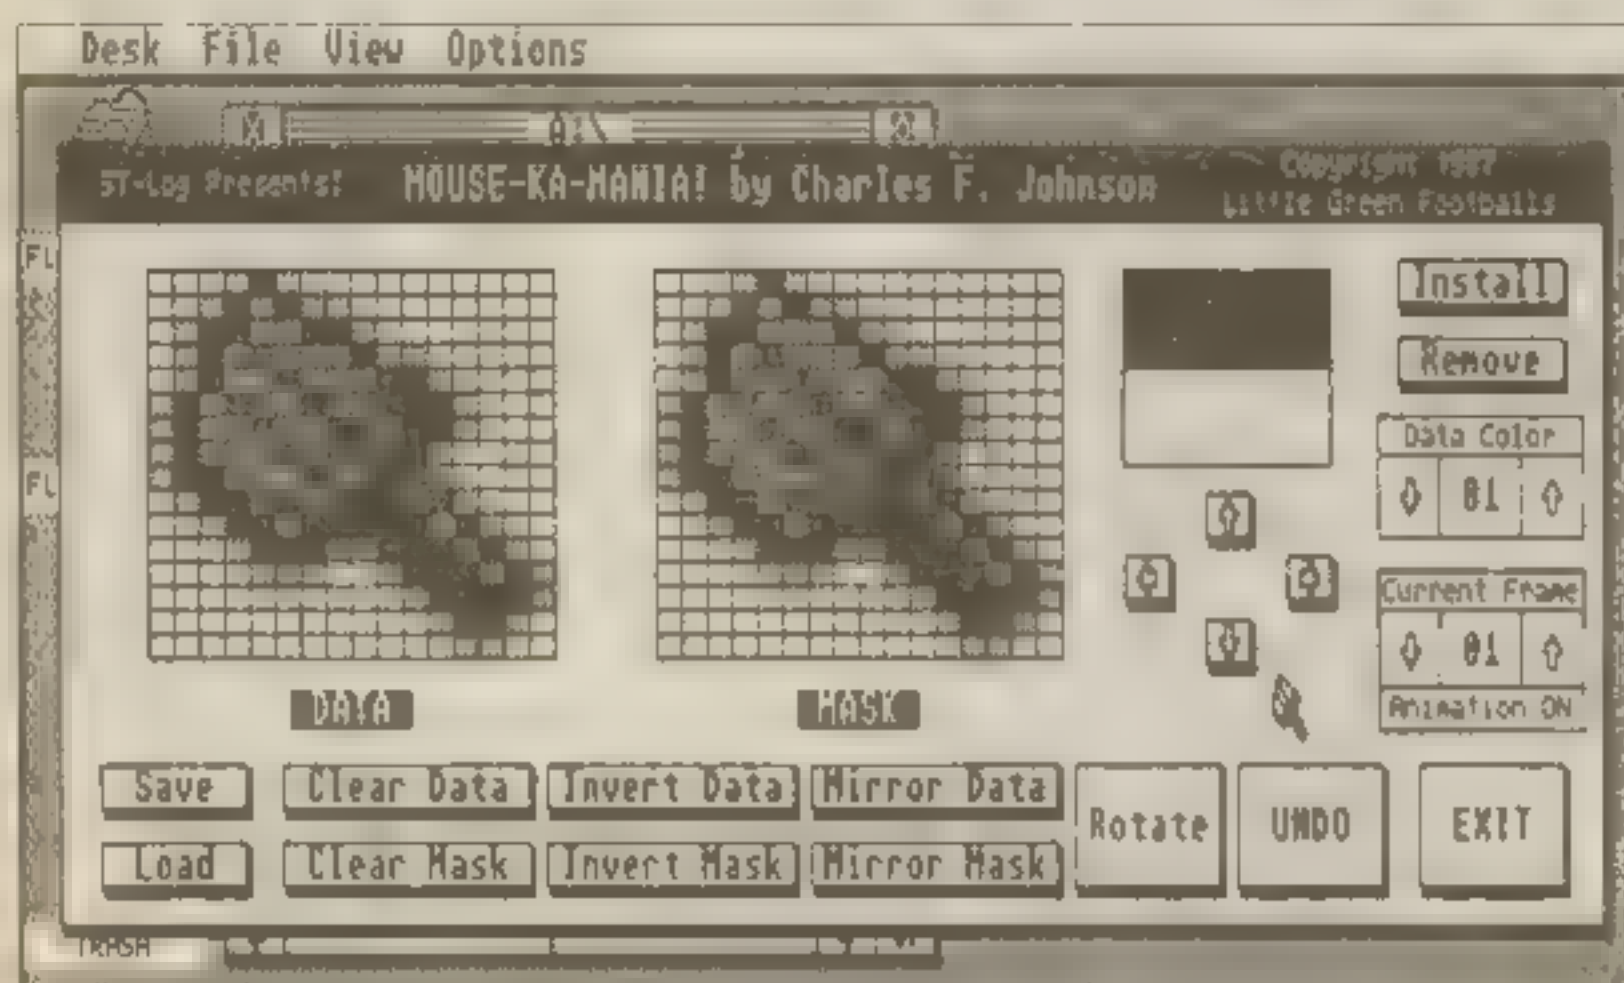 Desk File View Options
A:\
ST-Log Presents! MOUSE-KA-MANIA! by Charles F. Johnson Copyright 1987
Little Green Footballs
FL
FL
Install
Remove
Data Color
01
Current Frame
01
Animation ON
DATA MASK
Save Clear Data Invert Data Mirror Data
Rotate UNDO EXIT
Load Clear Mask Invert Mask Mirror Mask
TRASH